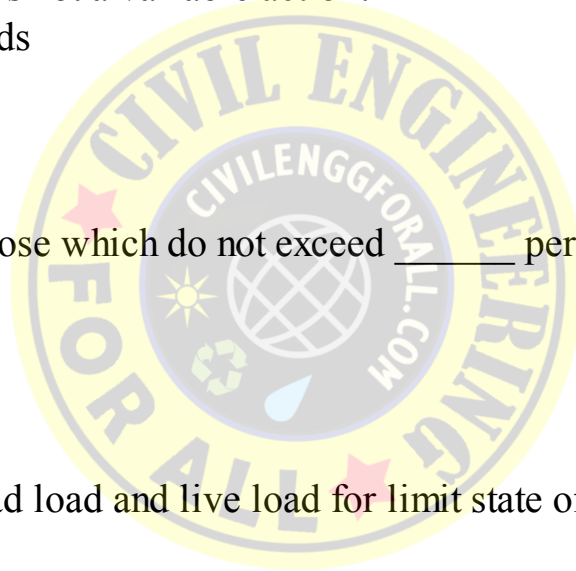 ds
ose which do not exceed ______ per
d load and live load for limit state of
CIVIL ENGINEERING
FOR ALL
CIVILENGGFORALL.COM